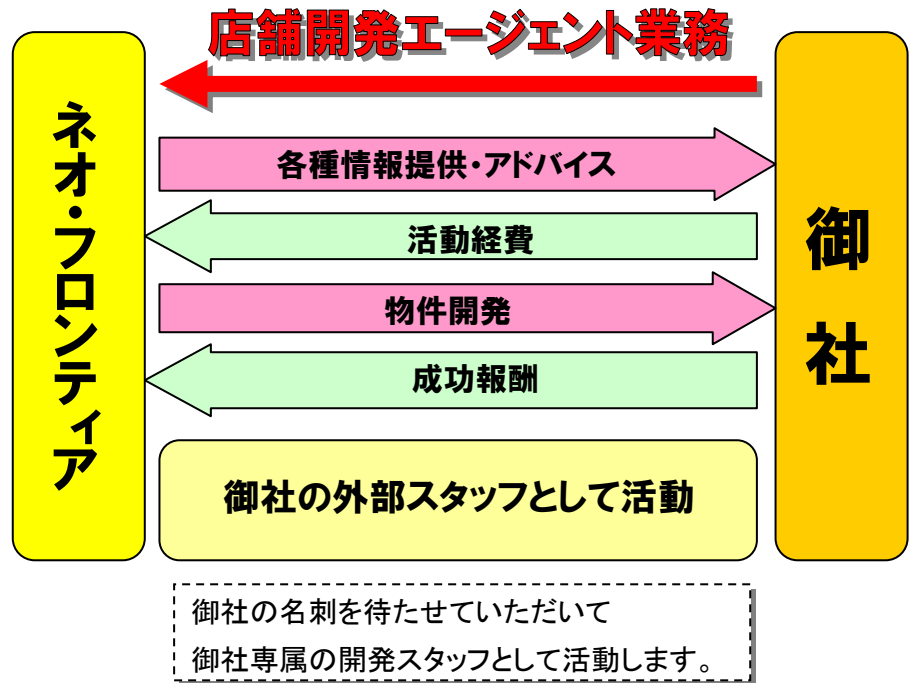 店舗開発エージェント業務
ネオ・フロンティア
各種情報提供・アドバイス
活動経費
物件開発
成功報酬
御社
御社の外部スタッフとして活動
御社の名刺を待たせていただいて
御社専属の開発スタッフとして活動します。